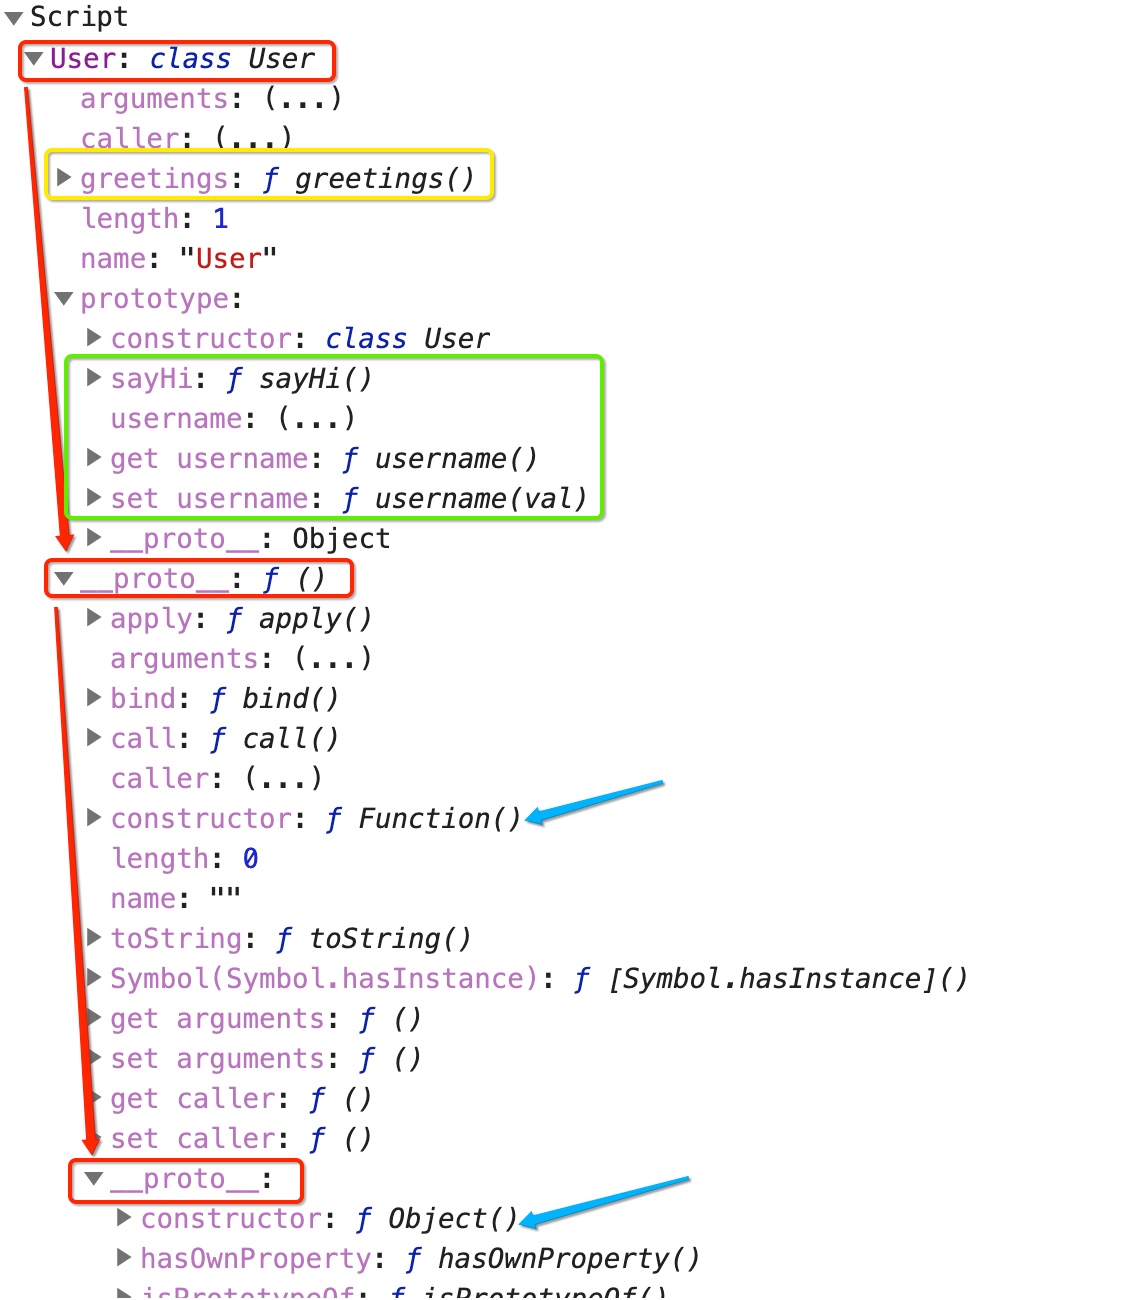 Script
User: class User
arguments: (...)
caller: (...)
greetings: ƒ greetings()
length: 1
name: "User"
prototype:
constructor: class User
sayHi: ƒ sayHi()
username: (...)
get username: ƒ username()
set username: ƒ username(val)
__proto__: Object
__proto__: ƒ ()
apply: ƒ apply()
arguments: (...)
bind: ƒ bind()
call: ƒ call()
caller: (...)
constructor: ƒ Function()
length: 0
name: ""
toString: ƒ toString()
Symbol(Symbol.hasInstance): ƒ [Symbol.hasInstance]()
get arguments: ƒ ()
set arguments: ƒ ()
get caller: ƒ ()
set caller: ƒ ()
__proto__:
constructor: ƒ Object()
hasOwnProperty: ƒ hasOwnProperty()
isPrototypeOf: ƒ isPrototypeOf()